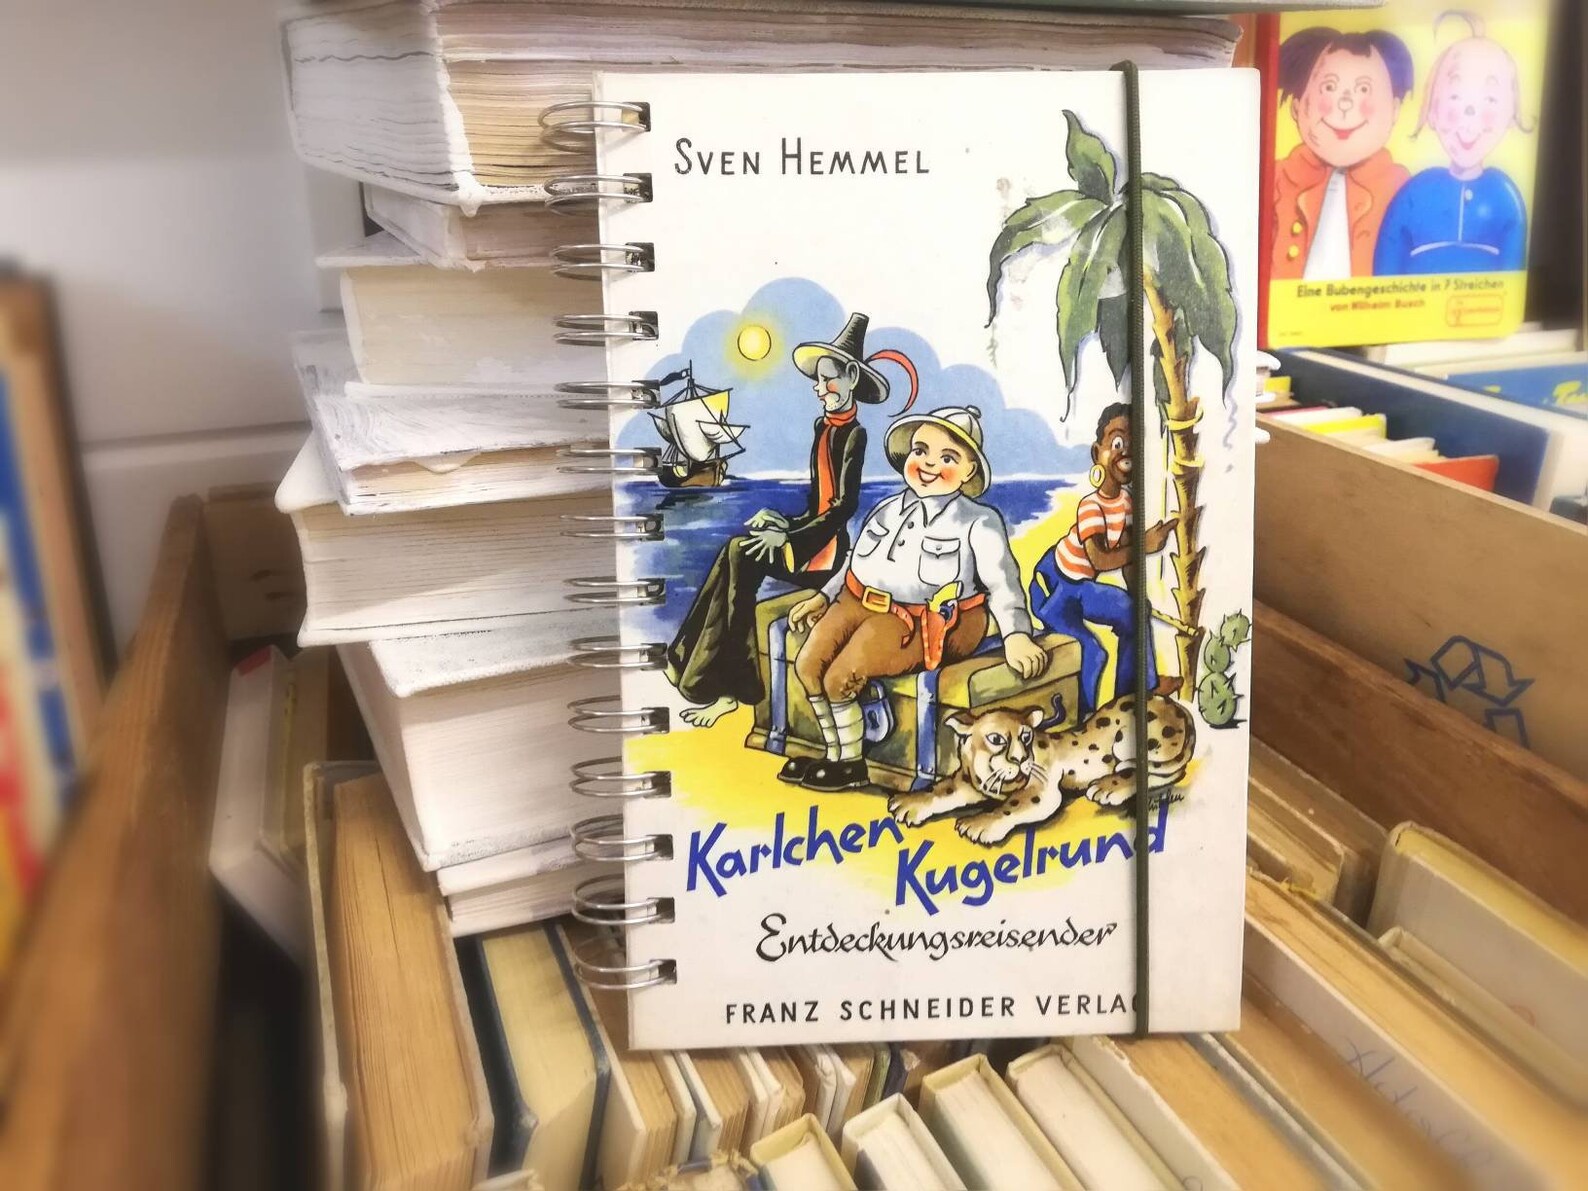 SVEN HEMMEL
Karlchen
Kugelrund
Entdeckungsreisender
FRANZ SCHNEIDER VERLAG
Eine Bubengeschichte in 7 Streichen
von Wilhelm Busch